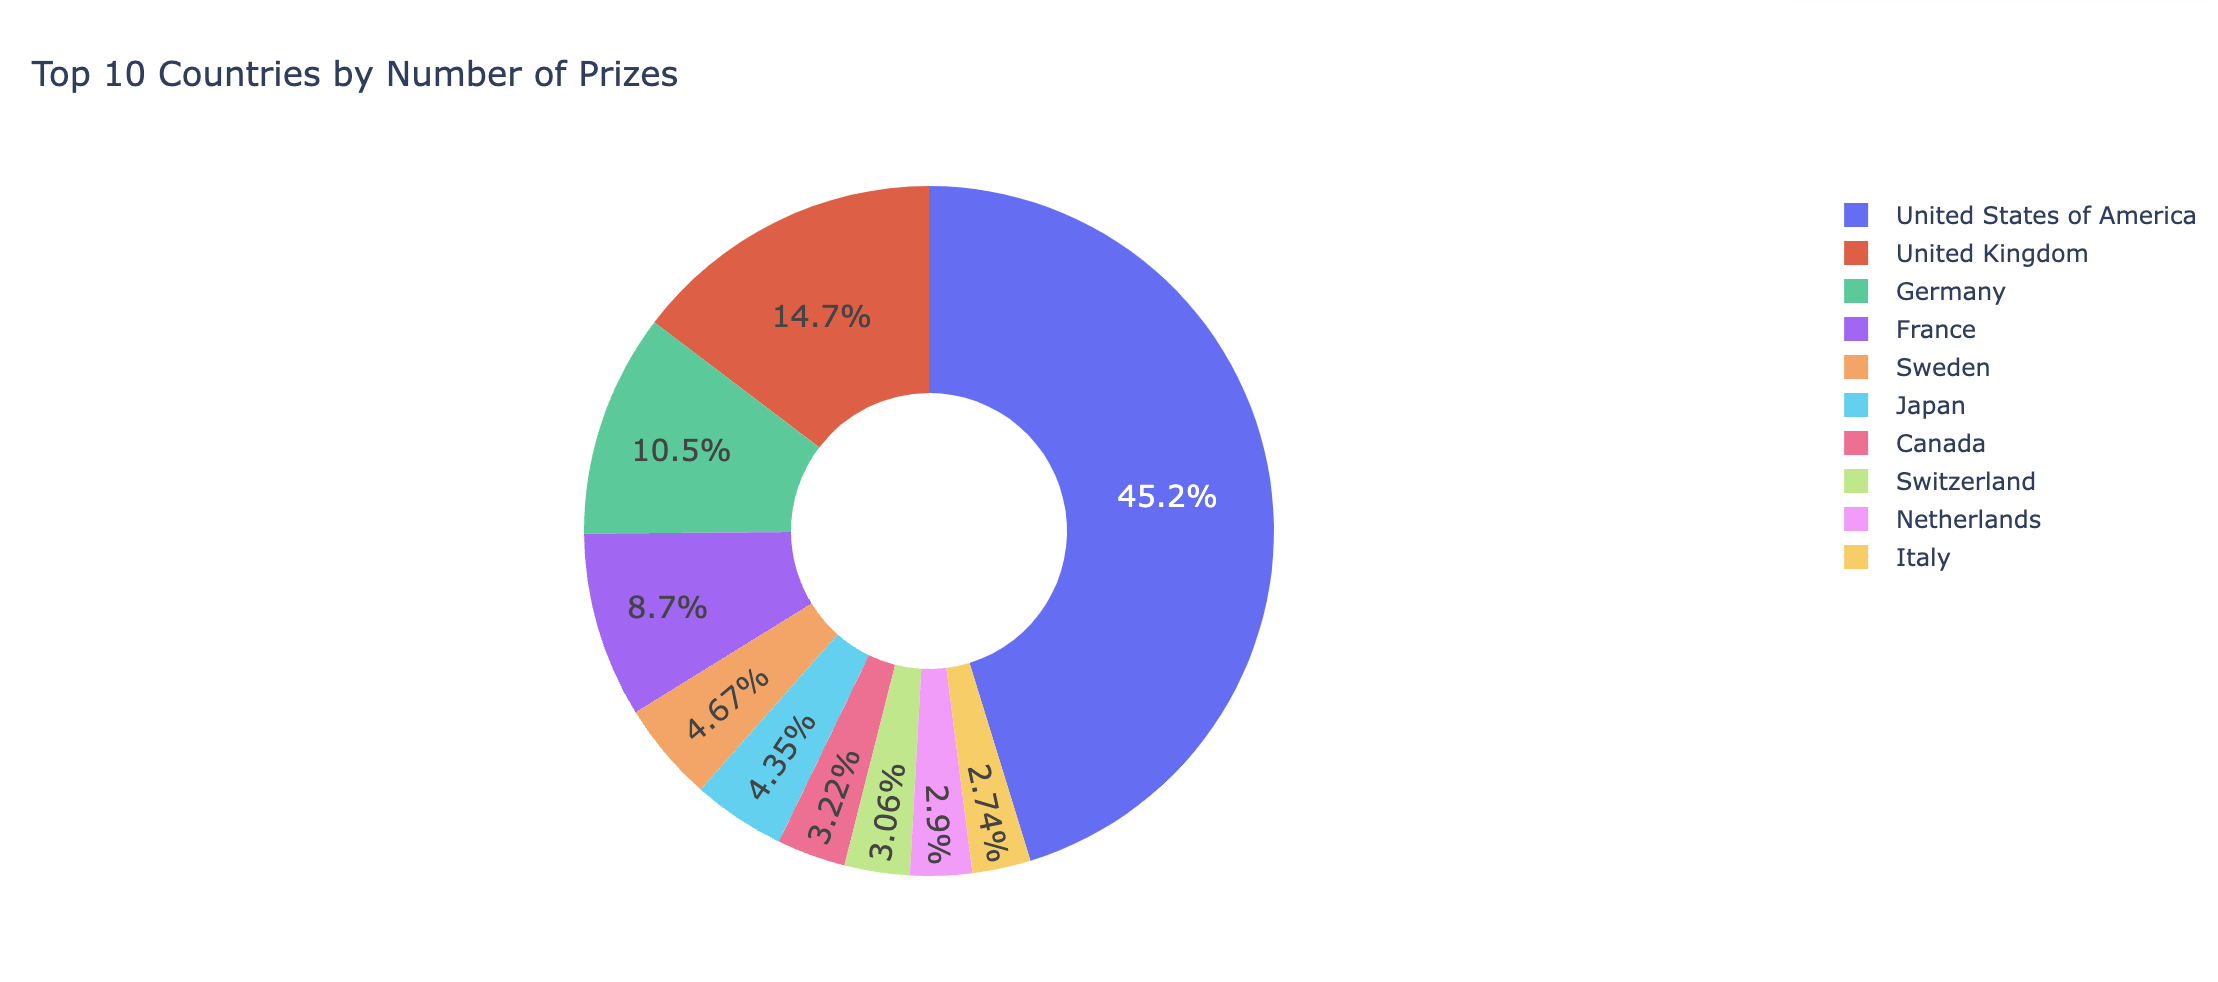 Top 10 Countries by Number of Prizes
United States of America
United Kingdom
Germany
France
Sweden
Japan
Canada
Switzerland
Netherlands
Italy
14.7%
45.2%
10.5%
8.7%
4.67%
4.35%
3.22%
3.06%
2.9%
2.74%